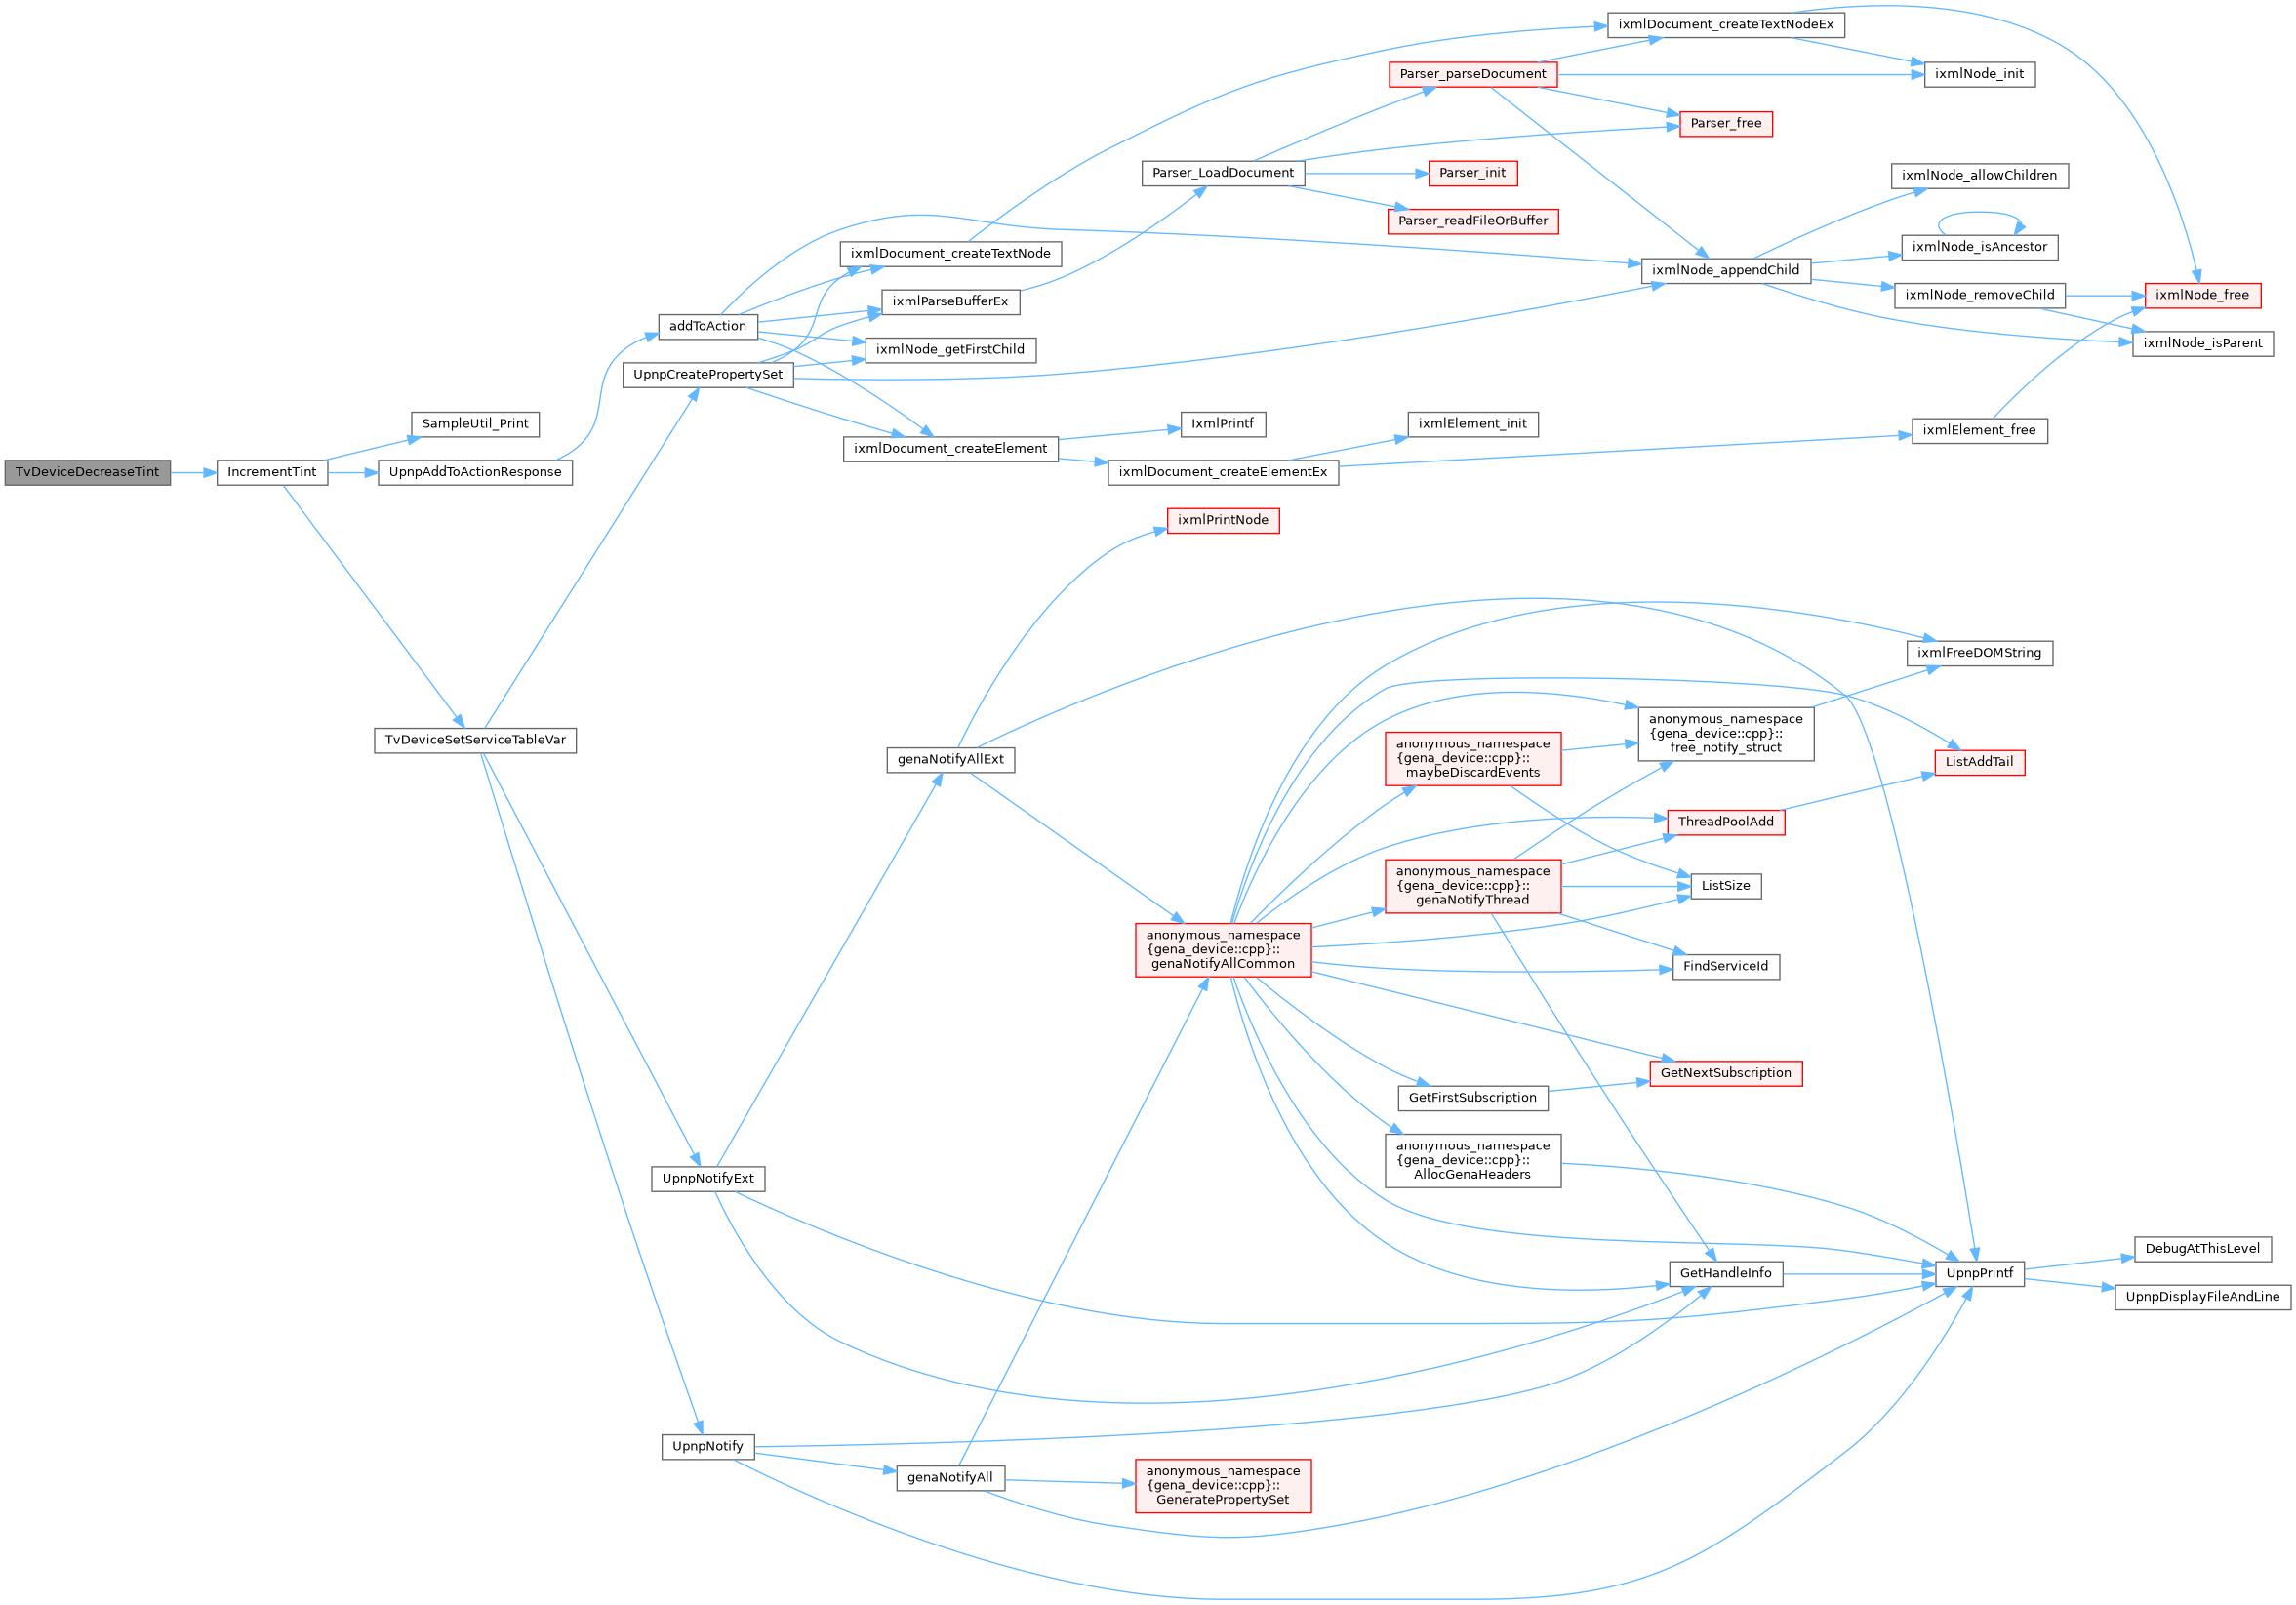 ixmlDocument_createTextNodeEx
Parser_parseDocument
ixmlNode_init
Parser_free
Parser_LoadDocument
Parser_init
ixmlNode_allowChildren
Parser_readFileOrBuffer
ixmlNode_isAncestor
ixmlDocument_createTextNode
ixmlNode_appendChild
ixmlParseBufferEx
ixmlNode_removeChild
ixmlNode_free
addToAction
ixmlNode_getFirstChild
ixmlNode_isParent
UpnpCreatePropertySet
SampleUtil_Print
IxmlPrintf
ixmlElement_init
ixmlElement_free
ixmlDocument_createElement
TvDeviceDecreaseTint
IncrementTint
UpnpAddToActionResponse
ixmlDocument_createElementEx
ixmlPrintNode
ixmlFreeDOMString
TvDeviceSetServiceTableVar
genaNotifyAllExt
anonymous_namespace
{gena_device::cpp}::
maybeDiscardEvents
anonymous_namespace
{gena_device::cpp}::
free_notify_struct
ListAddTail
ThreadPoolAdd
anonymous_namespace
{gena_device::cpp}::
genaNotifyThread
ListSize
anonymous_namespace
{gena_device::cpp}::
genaNotifyAllCommon
FindServiceId
GetNextSubscription
GetFirstSubscription
anonymous_namespace
{gena_device::cpp}::
AllocGenaHeaders
UpnpNotifyExt
DebugAtThisLevel
GetHandleInfo
UpnpPrintf
UpnpDisplayFileAndLine
UpnpNotify
genaNotifyAll
anonymous_namespace
{gena_device::cpp}::
GeneratePropertySet